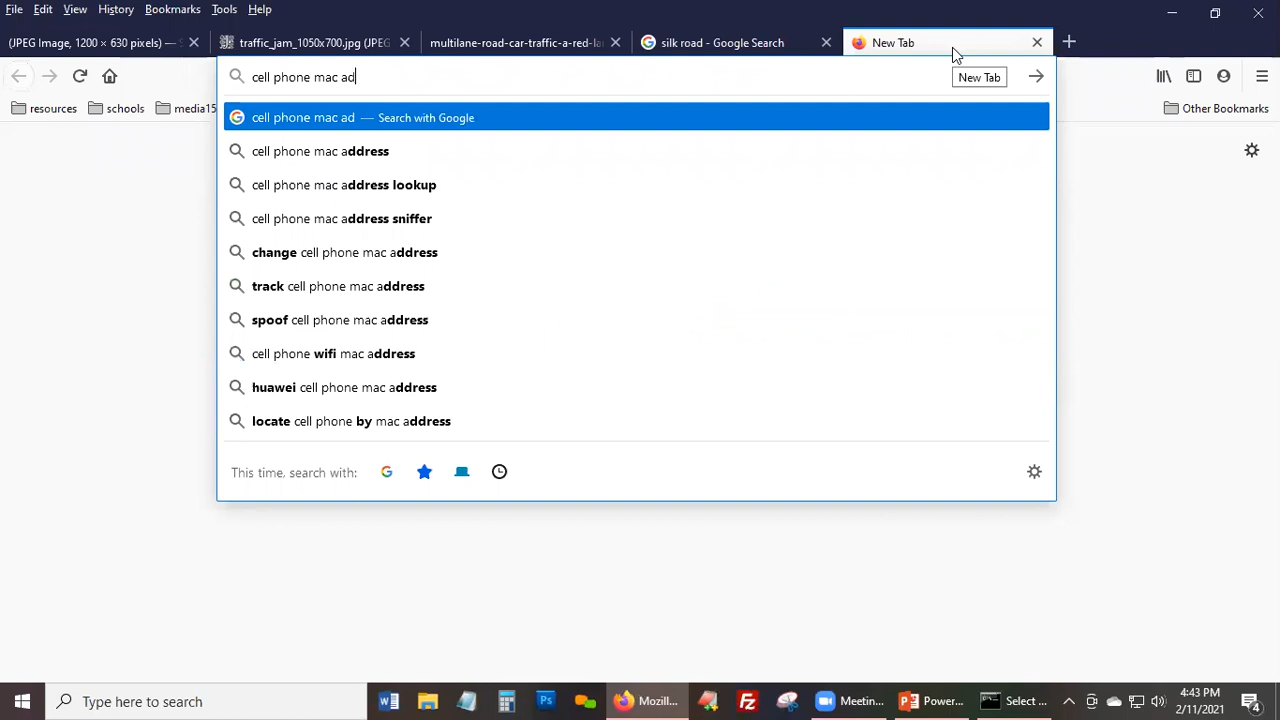 File Edit View History Bookmarks Tools Help
(JPEG Image, 1200 × 630 pixels) — S
traffic_jam_1050x700.jpg (JPEG
multilane-road-car-traffic-a-red-la
silk road - Google Search
New Tab
cell phone mac ad
New Tab
resources schools media15
Other Bookmarks
cell phone mac ad — Search with Google
cell phone mac address
cell phone mac address lookup
cell phone mac address sniffer
change cell phone mac address
track cell phone mac address
spoof cell phone mac address
cell phone wifi mac address
huawei cell phone mac address
locate cell phone by mac address
This time, search with:
Type here to search
Mozill...
Meetin...
Power...
Select ...
4:43 PM
2/11/2021
4